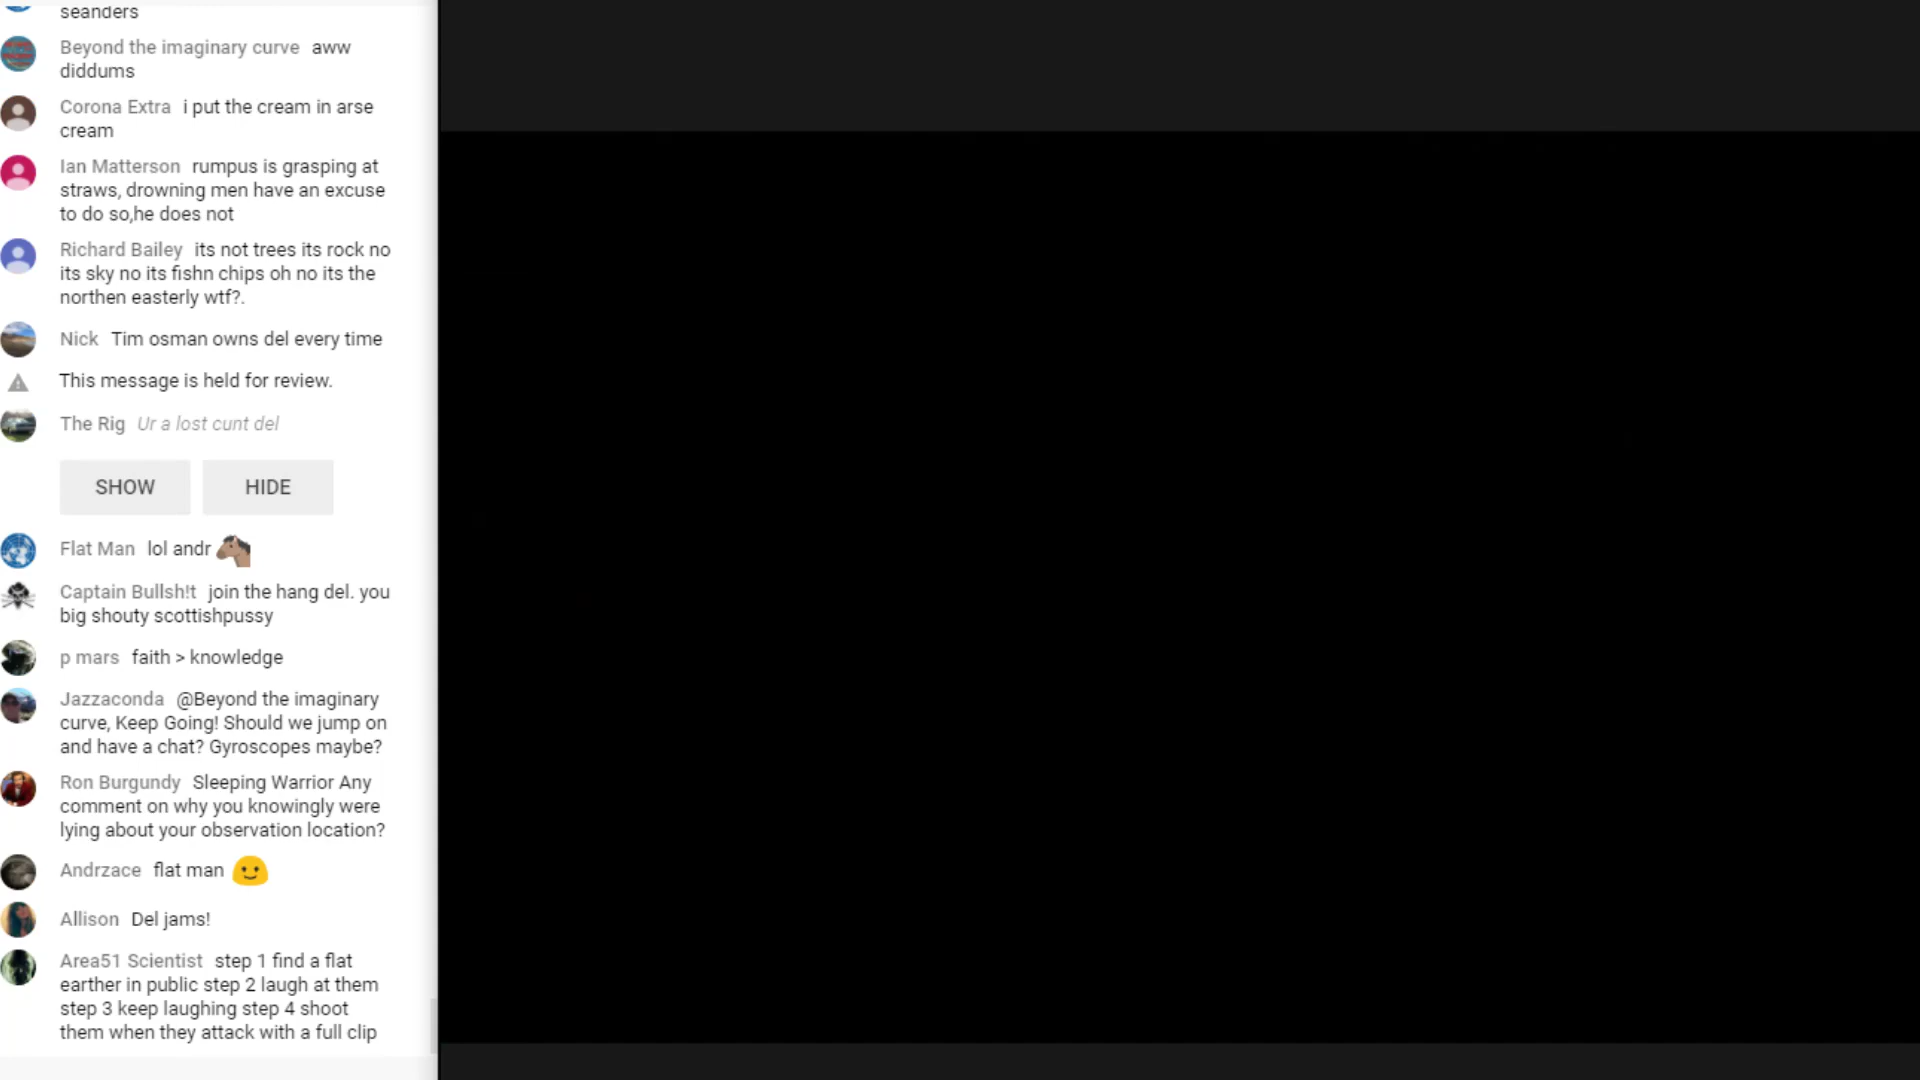 seanders
Beyond the imaginary curve aww
diddums
Corona Extra i put the cream in arse
cream
Ian Matterson rumpus is grasping at
straws, drowning men have an excuse
to do so,he does not
Richard Bailey its not trees its rock no
its sky no its fishn chips oh no its the
northen easterly wtf?.
Nick Tim osman owns del every time
This message is held for review.
The Rig Ur a lost cunt del
SHOW HIDE
Flat Man lol andr
Captain Bullsh!t join the hang del. you
big shouty scottishpussy
p mars faith > knowledge
Jazzaconda @Beyond the imaginary
curve, Keep Going! Should we jump on
and have a chat? Gyroscopes maybe?
Ron Burgundy Sleeping Warrior Any
comment on why you knowingly were
lying about your observation location?
Andrzace flat man
Allison Del jams!
Area51 Scientist step 1 find a flat
earther in public step 2 laugh at them
step 3 keep laughing step 4 shoot
them when they attack with a full clip